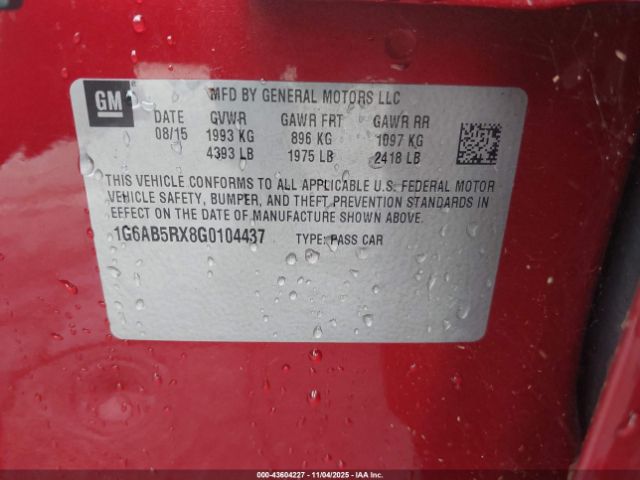 GM
MFD BY GENERAL MOTORS LLC
DATE GVWR GAWR FRT GAWR RR
08/15 1993 KG 896 KG 1097 KG
4393 LB 1975 LB 2418 LB
THIS VEHICLE CONFORMS TO ALL APPLICABLE U.S. FEDERAL MOTOR
VEHICLE SAFETY, BUMPER, AND THEFT PREVENTION STANDARDS IN
EFFECT ON THE DATE OF MANUFACTURE SHOWN ABOVE.
1G6AB5RX8G0104437 TYPE: PASS CAR
000-43604227 - 11/04/2025 - IAAI.com